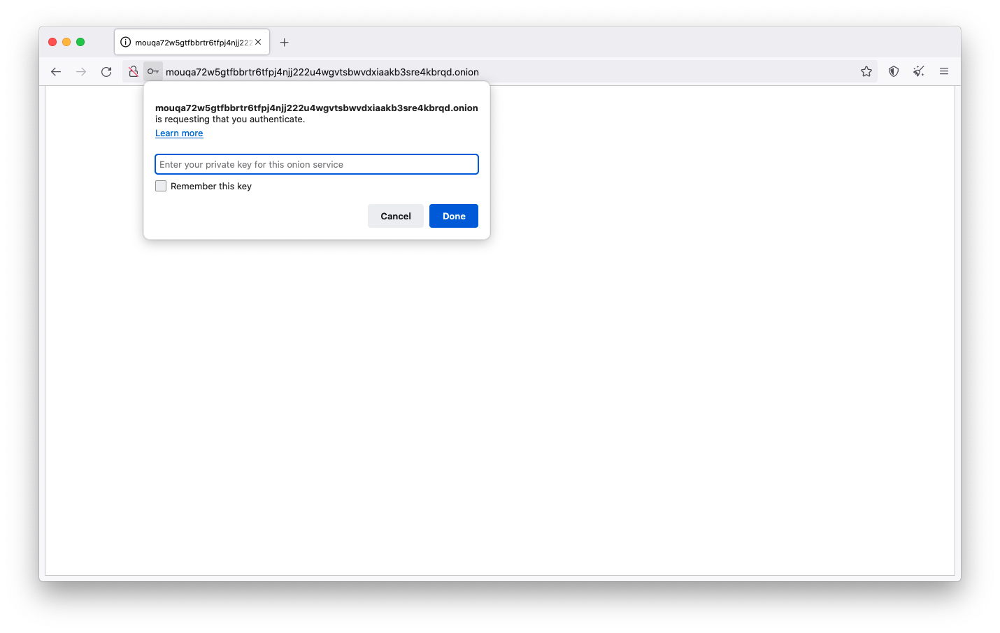 mouqa72w5gtfbbrtr6tfpj4njj222
mouqa72w5gtfbbrtr6tfpj4njj222u4wgvtsbwvdxiaakb3sre4kbrqd.onion
mouqa72w5gtfbbrtr6tfpj4njj222u4wgvtsbwvdxiaakb3sre4kbrqd.onion
is requesting that you authenticate.
Learn more
Enter your private key for this onion service
Remember this key
Cancel Done